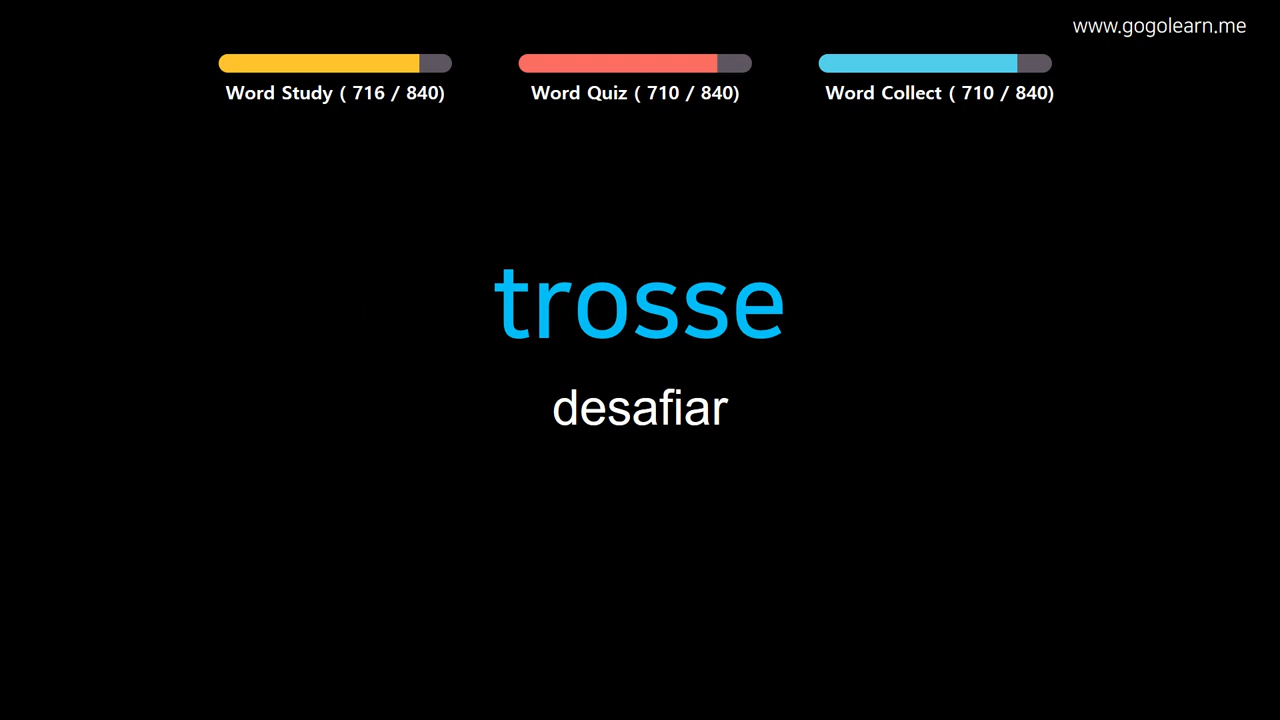 www.gogolearn.me
Word Study ( 716 / 840)
Word Quiz ( 710 / 840)
Word Collect ( 710 / 840)
trosse
desafiar